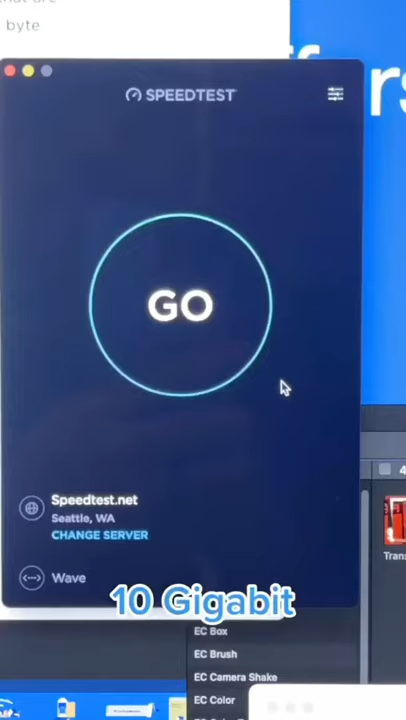 byte
SPEEDTEST
GO
Speedtest.net
Seattle, WA
CHANGE SERVER
Wave
10 Gigabit
EC Box
EC Brush
EC Camera Shake
EC Color